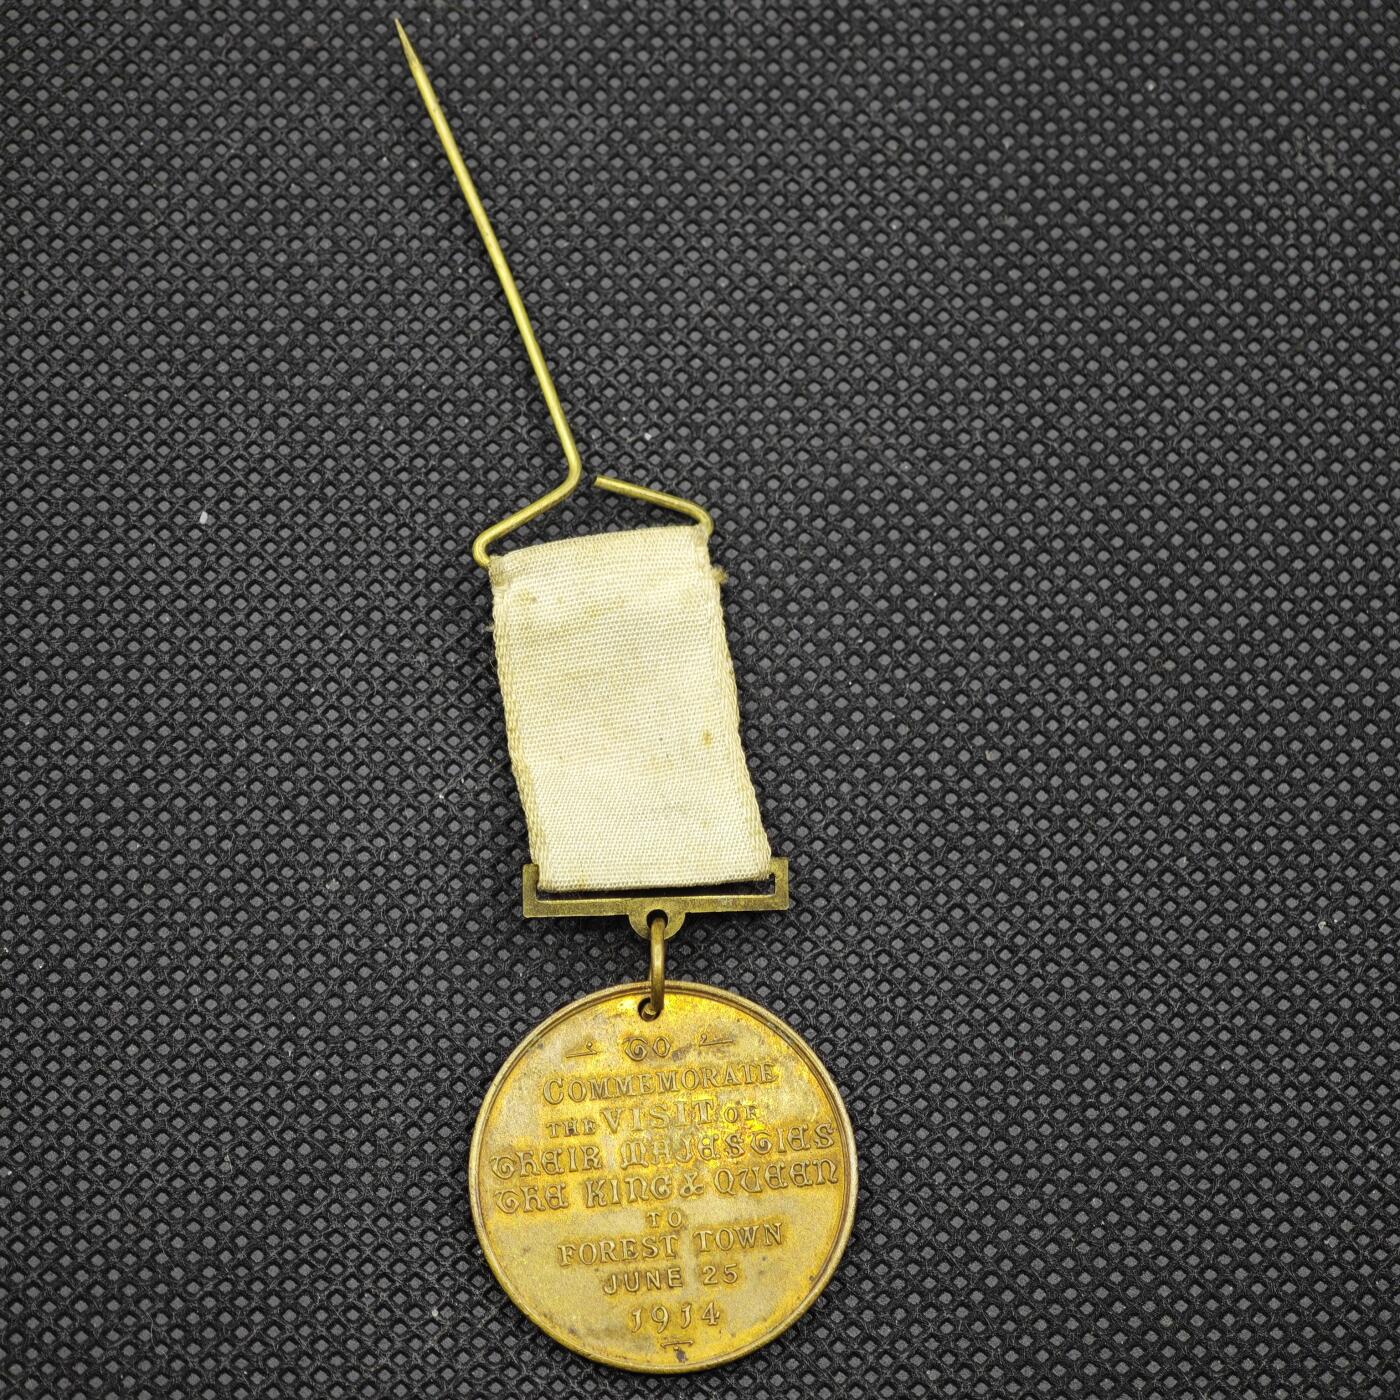 TO
COMMEMORATE
THE VISIT OF
THEIR MAJESTIES
THE KING & QUEEN
TO
FOREST TOWN
JUNE 25
1914